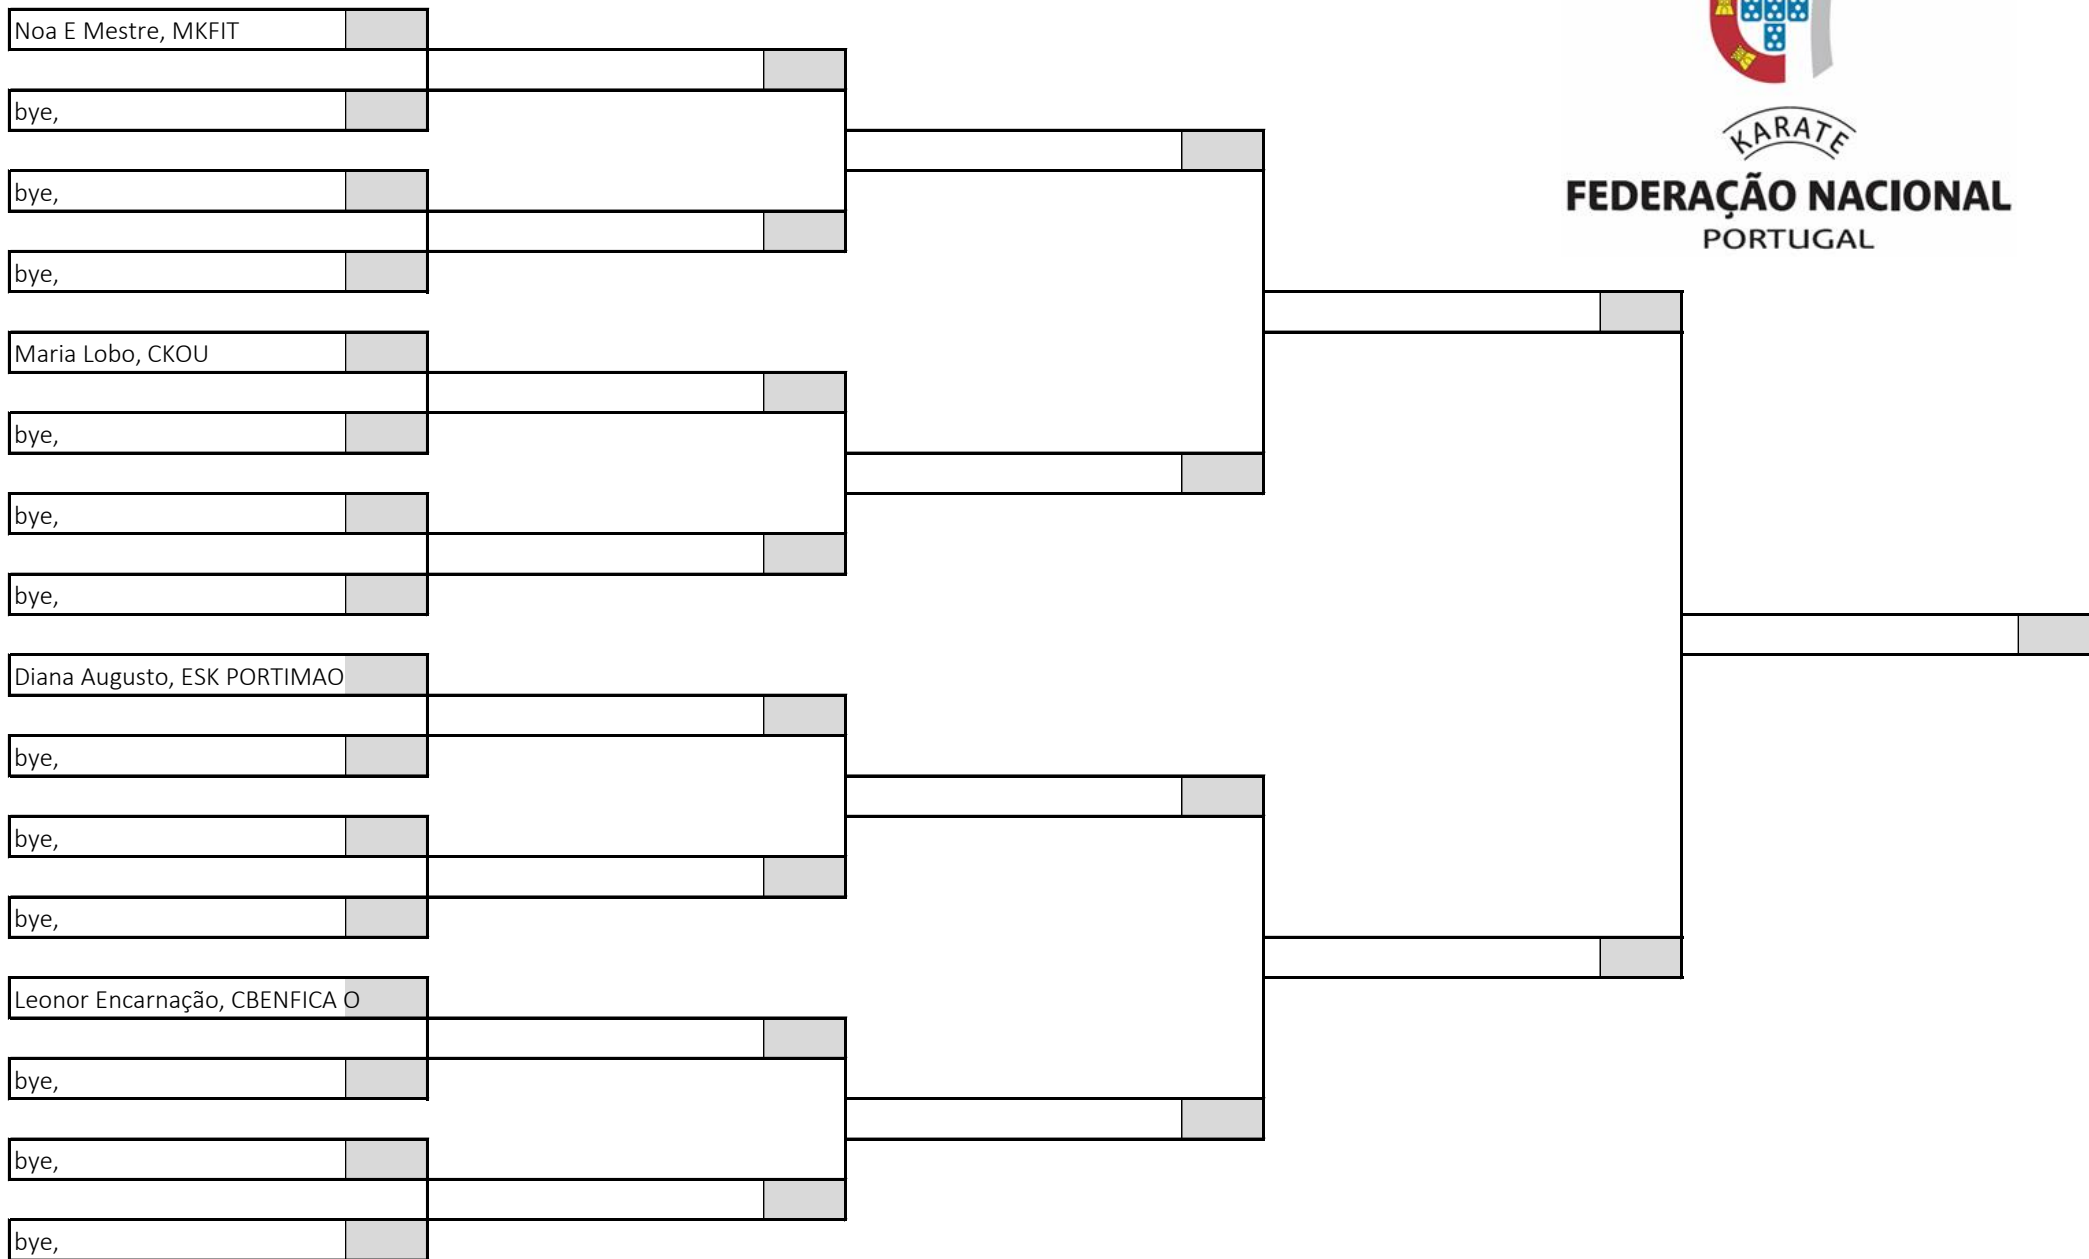 Noa E Mestre, MKFIT
bye,
bye,
bye,
Maria Lobo, CKOU
bye,
bye,
bye,
Diana Augusto, ESK PORTIMAO
bye,
bye,
bye,
Leonor Encarnação, CBENFICA O
bye,
bye,
bye,
KARATE
FEDERAÇÃO NACIONAL
PORTUGAL